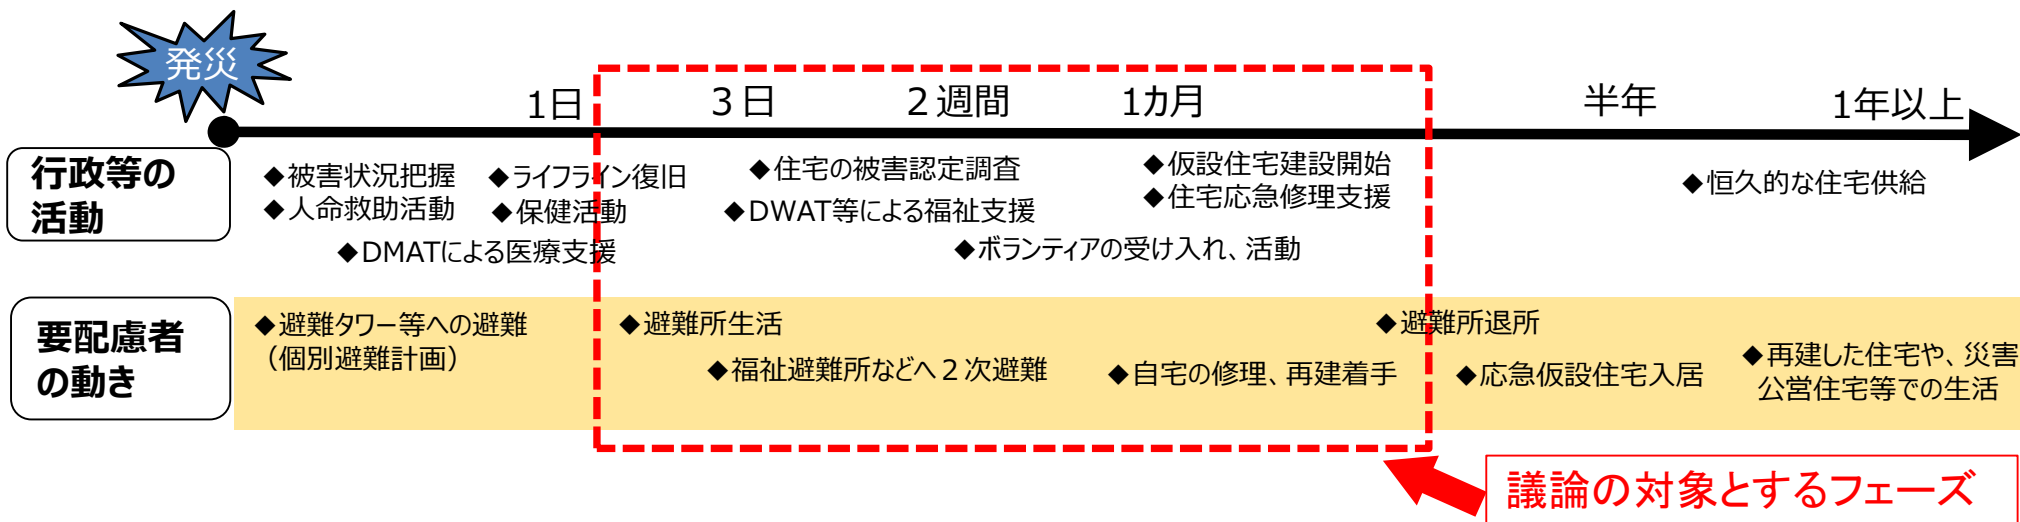 発災
1日
３日
２週間
1カ月
半年
1年以上
行政等の
活動
◆被害状況把握
◆人命救助活動
◆DMATによる医療支援
◆ライフライン復旧
◆保健活動
◆住宅の被害認定調査
◆DWAT等による福祉支援
◆ボランティアの受け入れ、活動
◆仮設住宅建設開始
◆住宅応急修理支援
◆恒久的な住宅供給
要配慮者
の動き
◆避難タワー等への避難
（個別避難計画）
◆避難所生活
◆福祉避難所などへ２次避難
◆自宅の修理、再建着手
◆避難所退所
◆応急仮設住宅入居
◆再建した住宅や、災害
公営住宅等での生活
議論の対象とするフェーズ